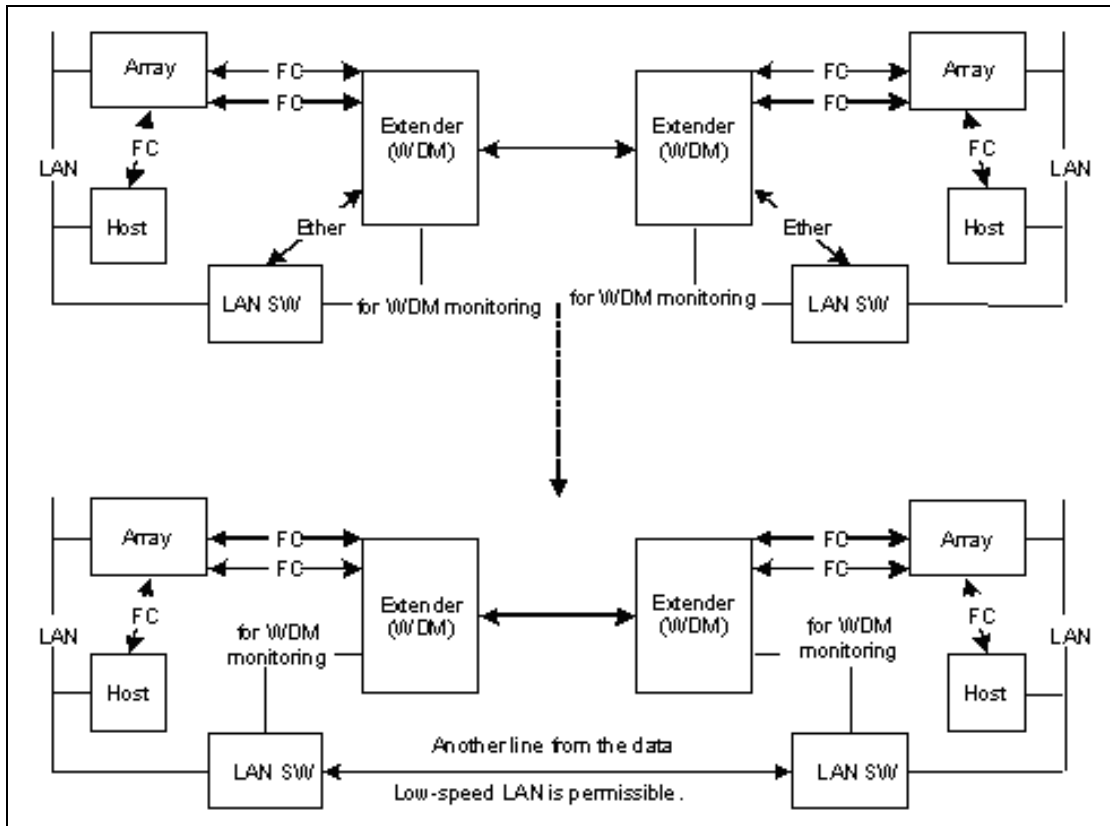 Array
FC
FC
Extender
(WDM)
Extender
(WDM)
FC
FC
Array
FC
LAN
Host
Ether
LAN SW
for WDM monitoring
for WDM monitoring
Ether
LAN SW
FC
LAN
Host
Array
FC
FC
Extender
(WDM)
Extender
(WDM)
FC
FC
Array
FC
LAN
Host
for WDM
monitoring
for WDM
monitoring
FC
LAN
Host
LAN SW
Another line from the data
Low-speed LAN is permissible.
LAN SW